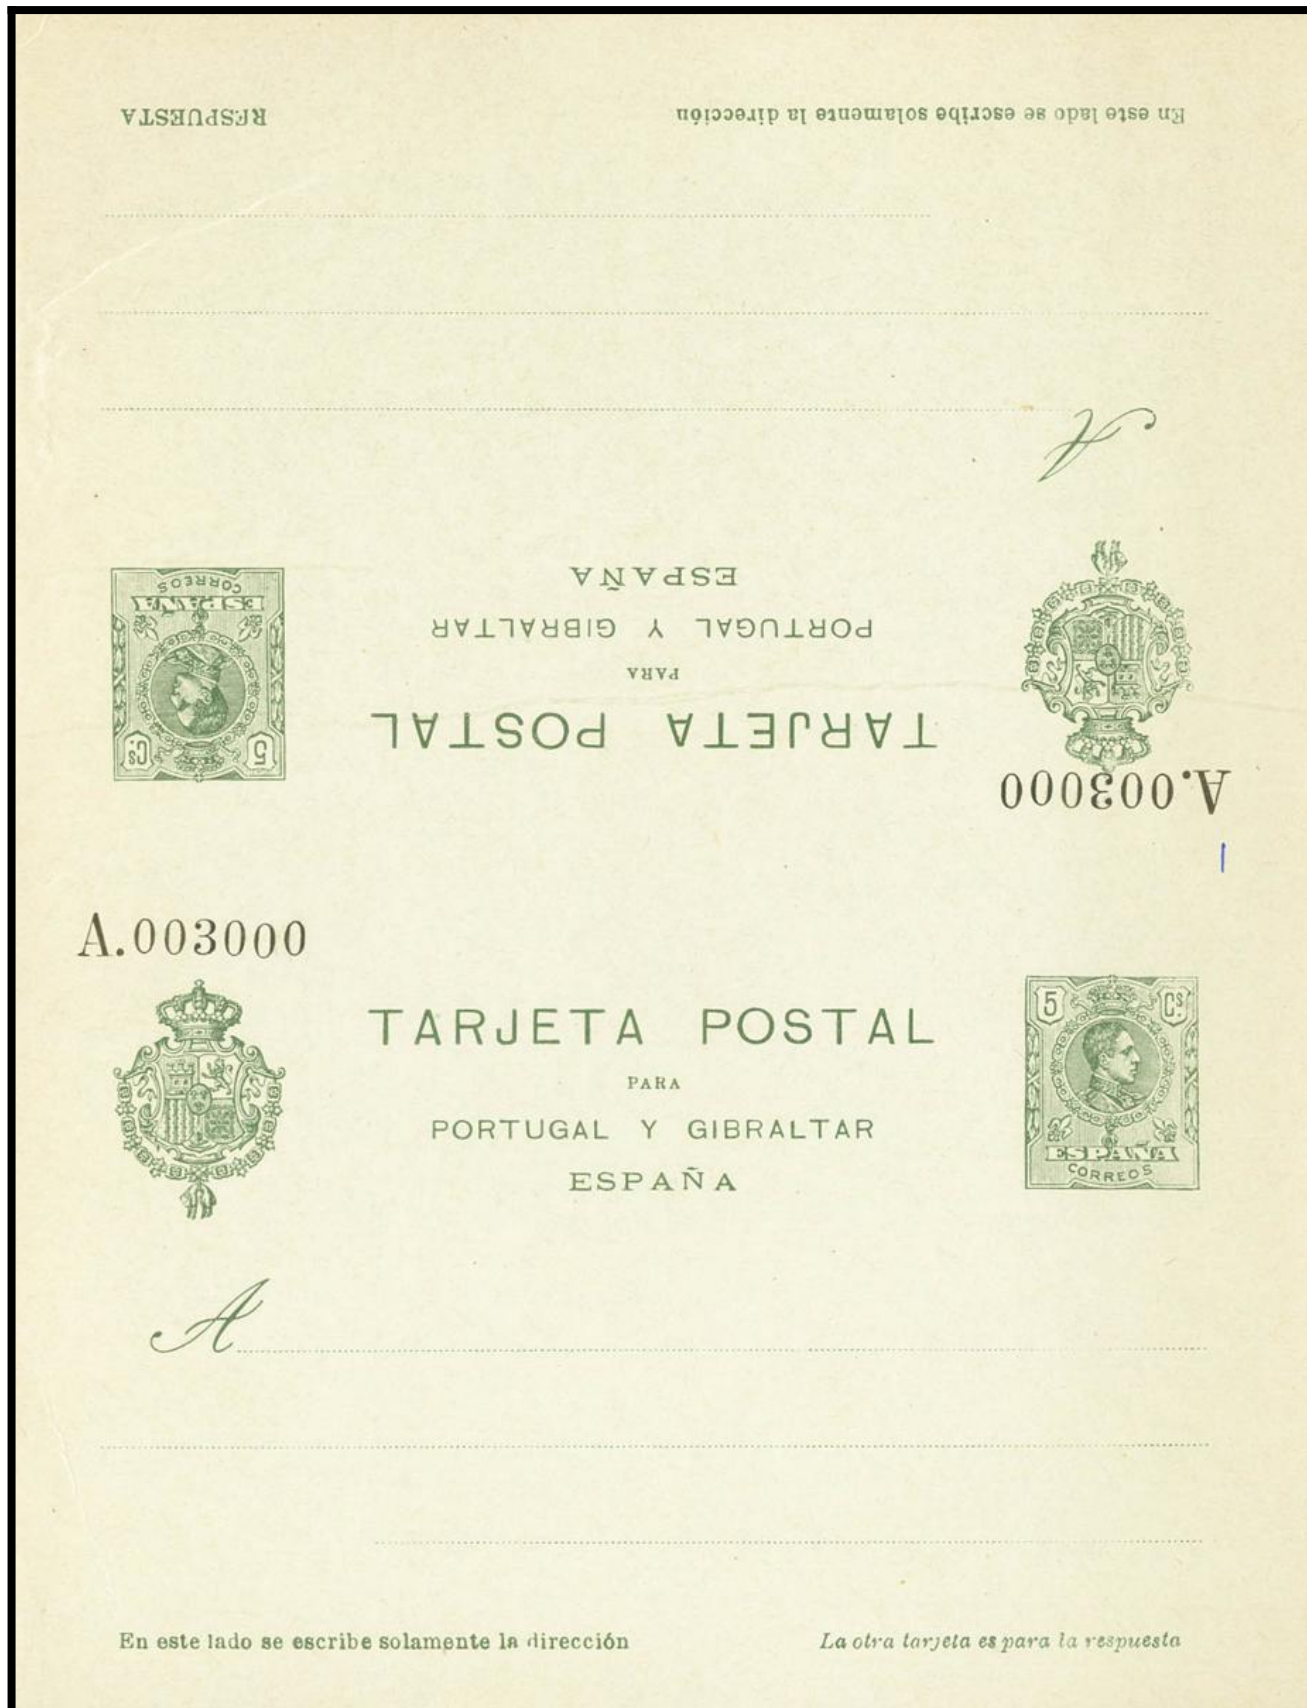 RESPUESTA
En este lado se escribe solamente la dirección
A
ESPAÑA
CORREOS
5 Cs.
TARJETA POSTAL
PARA
PORTUGAL Y GIBRALTAR
ESPAÑA
A.003000
A.003000
TARJETA POSTAL
PARA
PORTUGAL Y GIBRALTAR
ESPAÑA
5 Cs.
ESPAÑA
CORREOS
A
En este lado se escribe solamente la dirección
La otra tarjeta es para la respuesta